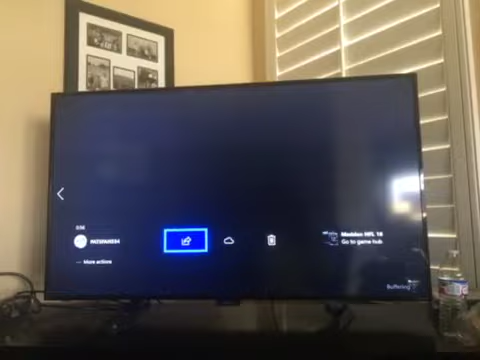 Madden NFL 18
Go to game hub
More actions
Buffering